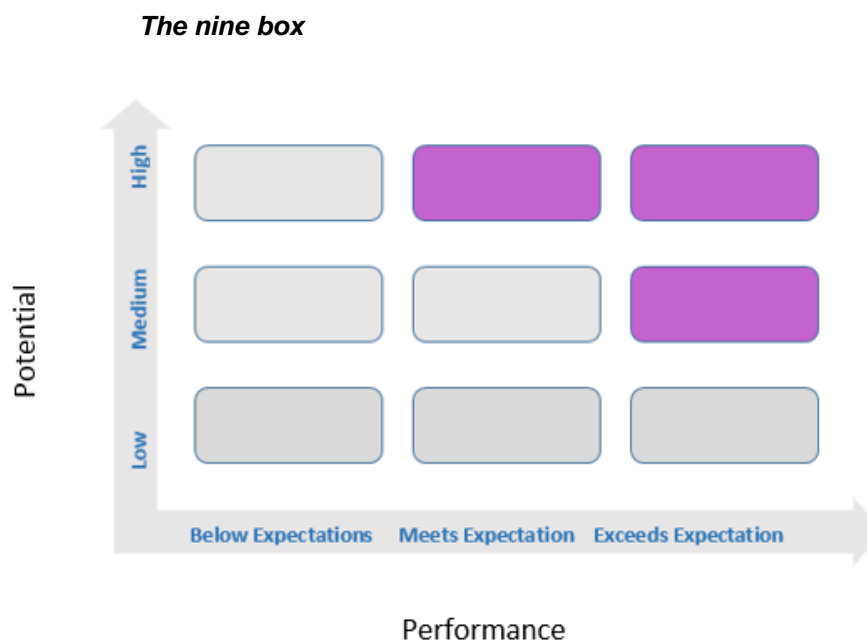 The nine box
High
Medium
Low
Potential
Below Expectations
Meets Expectation
Exceeds Expectation
Performance